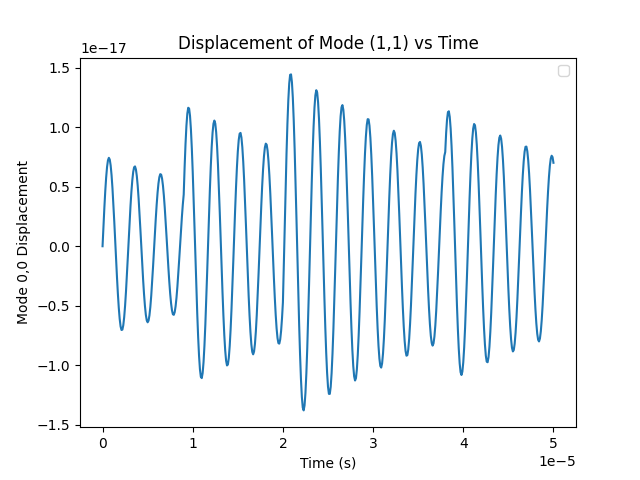 Displacement of Mode (1,1) vs Time
1e−17
1.5
1.0
0.5
0.0
−0.5
−1.0
−1.5
Mode 0,0 Displacement
0
1
2
3
4
5
1e−5
Time (s)